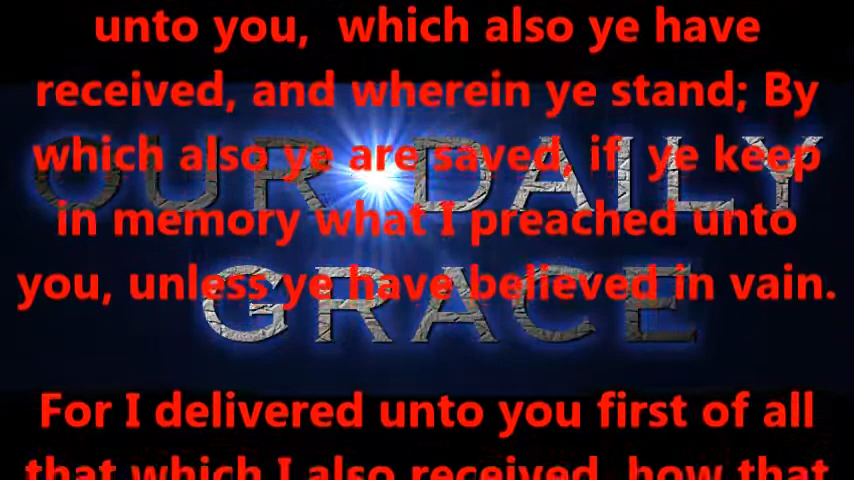 unto you, which also ye have
received, and wherein ye stand; By
which also ye are saved, if ye keep
in memory what I preached unto
you, unless ye have believed in vain.
For I delivered unto you first of all
that which I also received, how that
OUR DAILY
GRACE